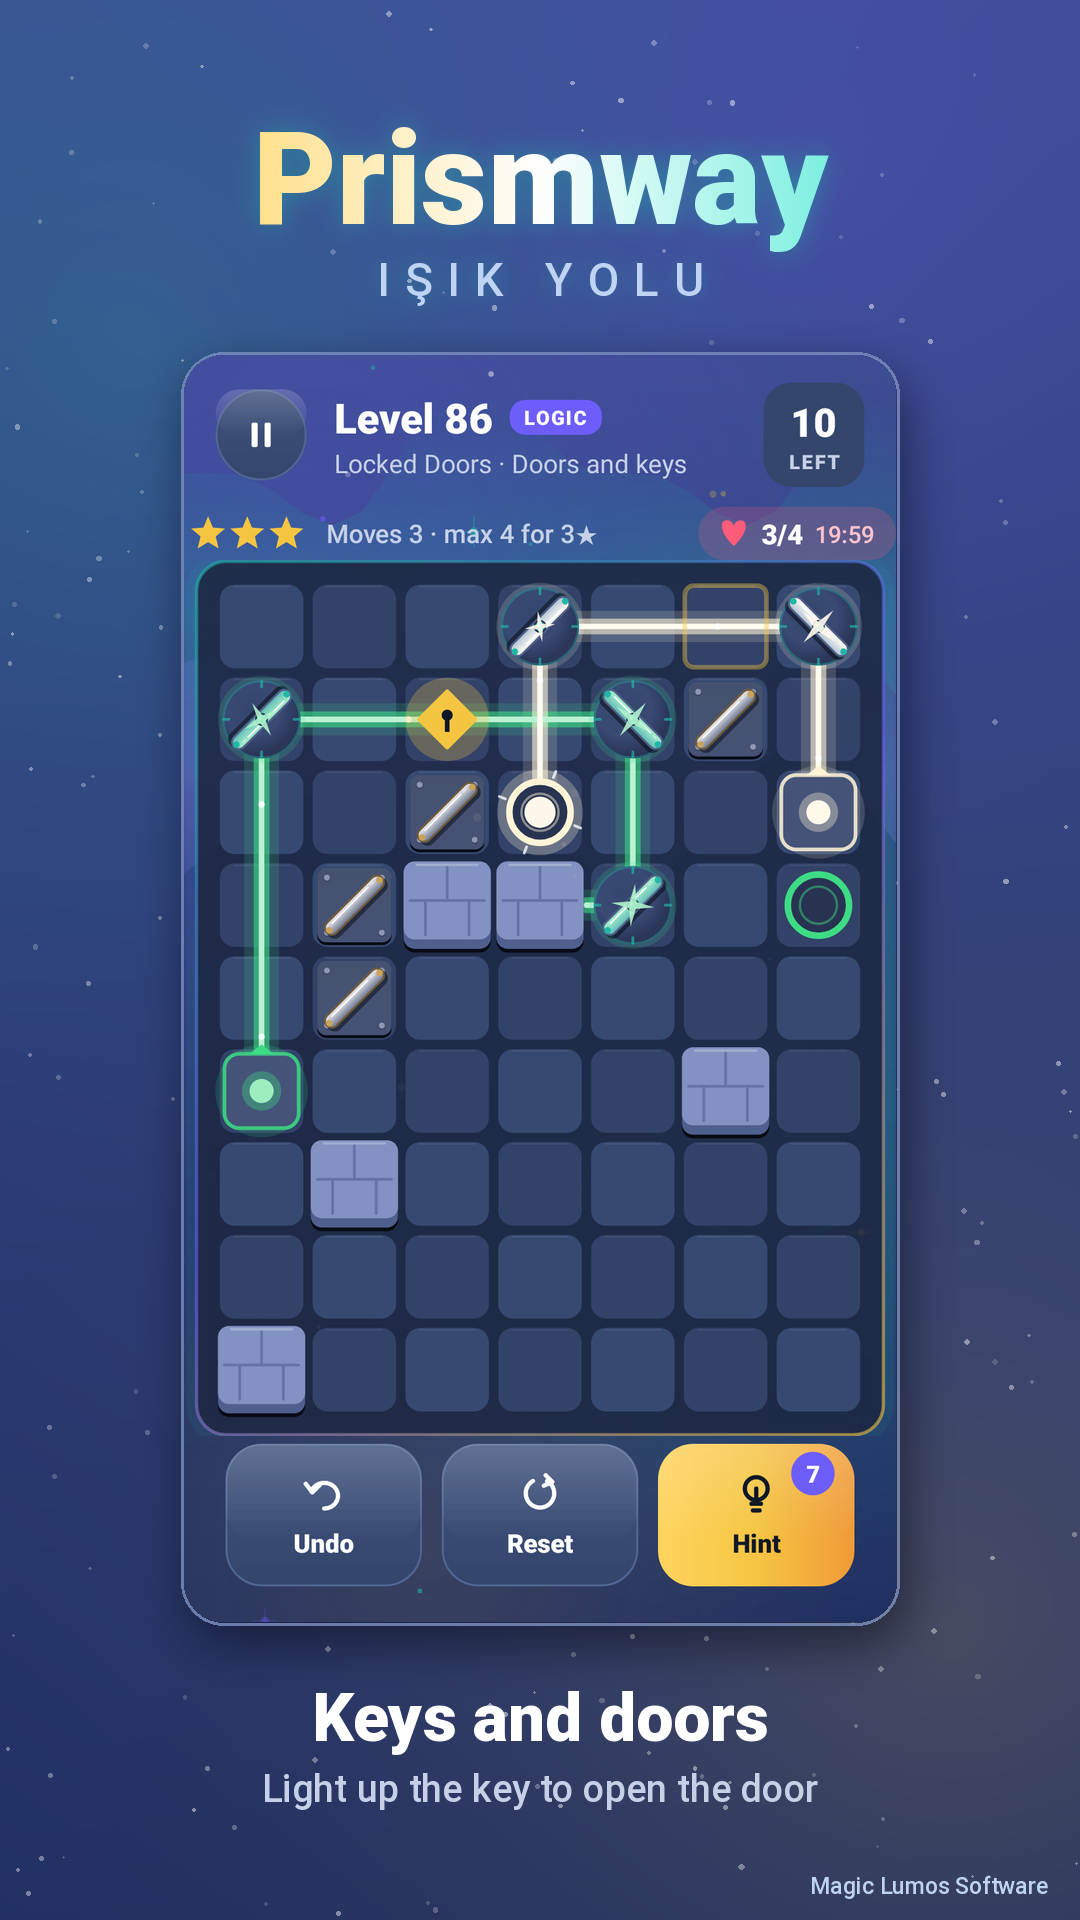 Prismway
IŞIK YOLU
Level 86 LOGIC
Locked Doors · Doors and keys
10
LEFT
Moves 3 · max 4 for 3★
3/4 19:59
Undo
Reset
Hint
7
Keys and doors
Light up the key to open the door
Magic Lumos Software